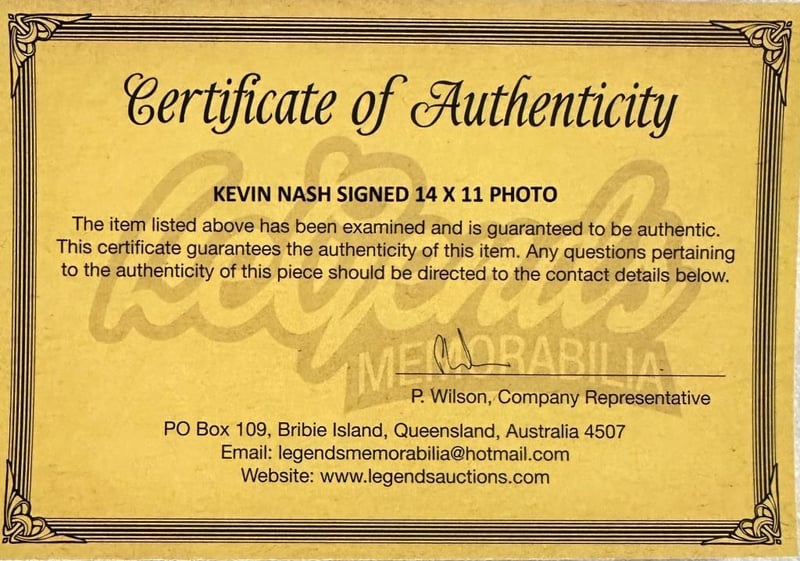 Certificate of Authenticity
KEVIN NASH SIGNED 14 X 11 PHOTO
The item listed above has been examined and is guaranteed to be authentic.
This certificate guarantees the authenticity of this item. Any questions pertaining
to the authenticity of this piece should be directed to the contact details below.
Legends
MEMORABILIA
P. Wilson, Company Representative
PO Box 109, Bribie Island, Queensland, Australia 4507
Email: legendsmemorabilia@hotmail.com
Website: www.legendsauctions.com